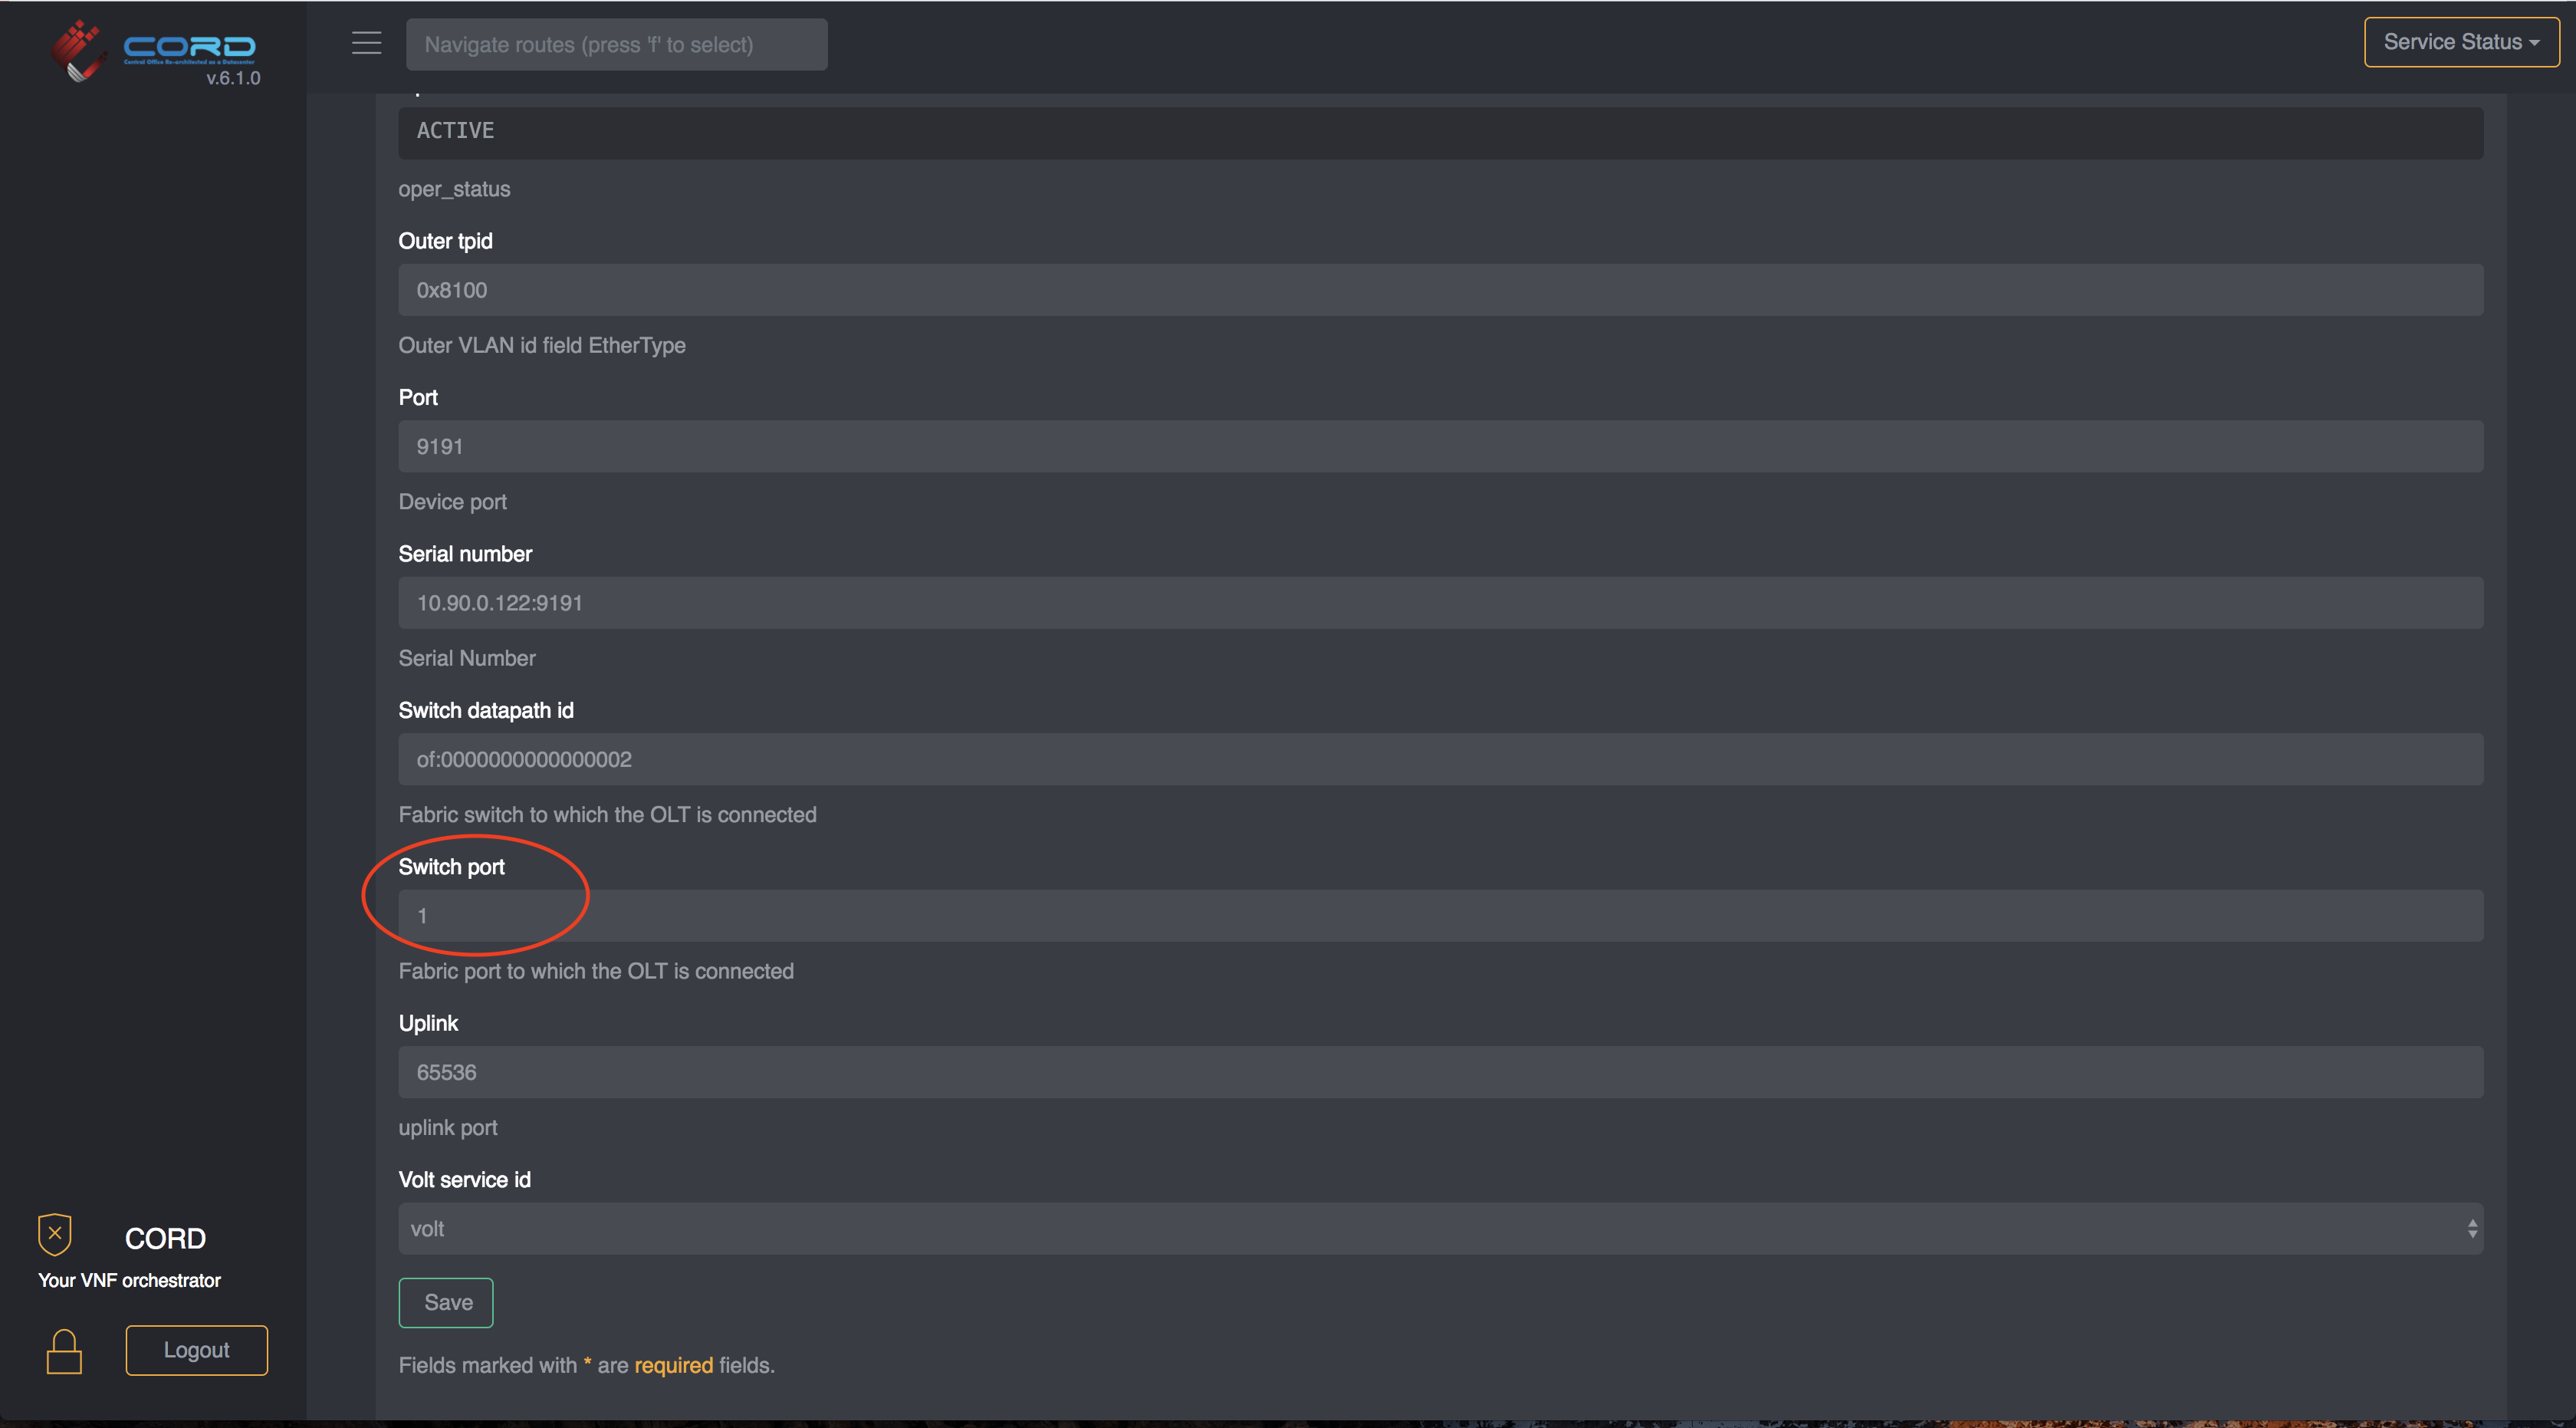 CORD
Central Office Re-architected as a Datacenter
v.6.1.0
Navigate routes (press 'f' to select)
Service Status
ACTIVE
oper_status
Outer tpid
0x8100
Outer VLAN id field EtherType
Port
9191
Device port
Serial number
10.90.0.122:9191
Serial Number
Switch datapath id
of:0000000000000002
Fabric switch to which the OLT is connected
Switch port
1
Fabric port to which the OLT is connected
Uplink
65536
uplink port
Volt service id
volt
Save
Fields marked with * are required fields.
CORD
Your VNF orchestrator
Logout